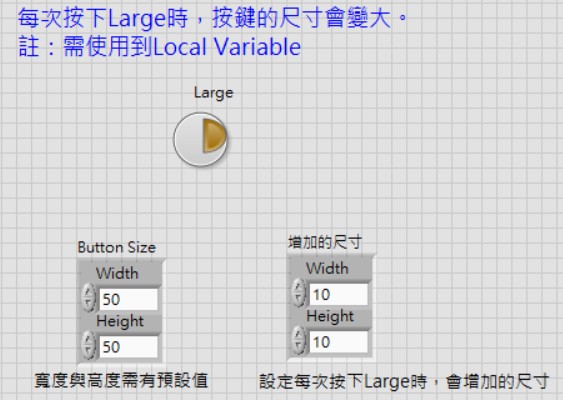 每次按下Large時，按鍵的尺寸會變大。
註：需使用到Local Variable
Large
Button Size
Width
50
Height
50
寬度與高度需有預設值
增加的尺寸
Width
10
Height
10
設定每次按下Large時，會增加的尺寸